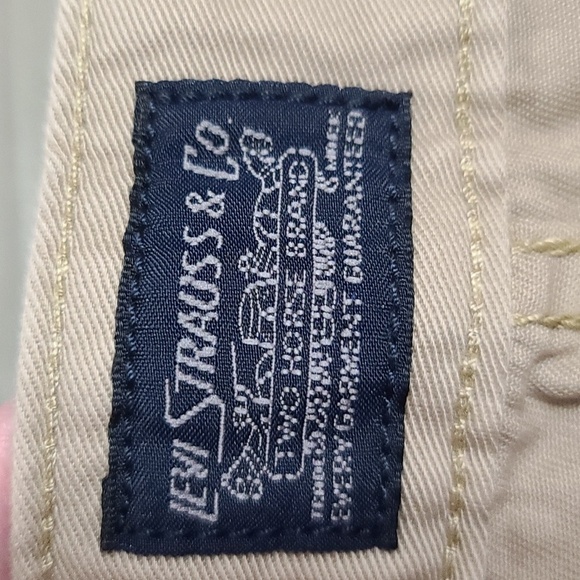 LEVI STRAUSS & Co
TWO HORSE BRAND
EVERY GARMENT GUARANTEED